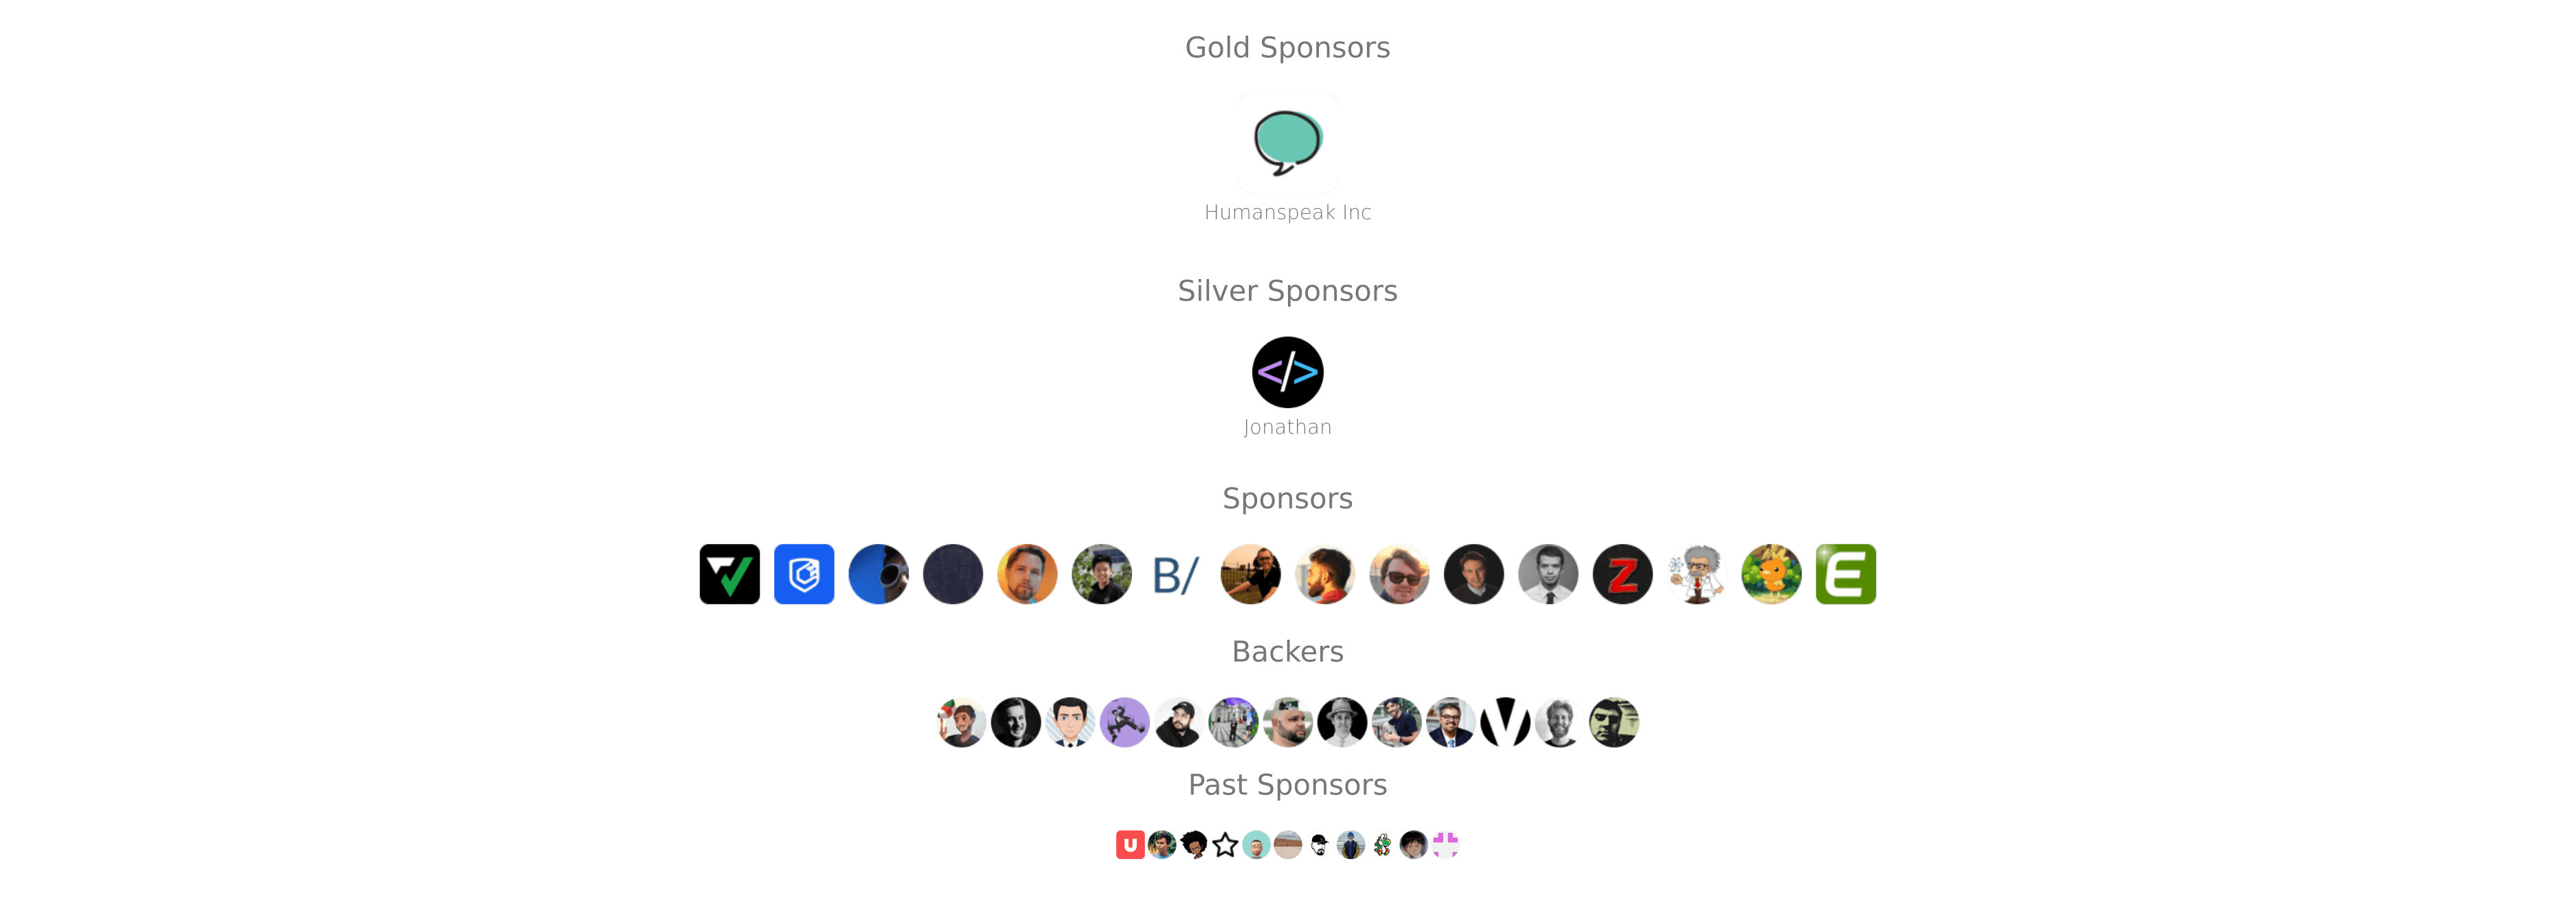 Gold Sponsors
Humanspeak Inc
Silver Sponsors
</>
Jonathan
Sponsors
B/
Z
E
Backers
V
Past Sponsors
U